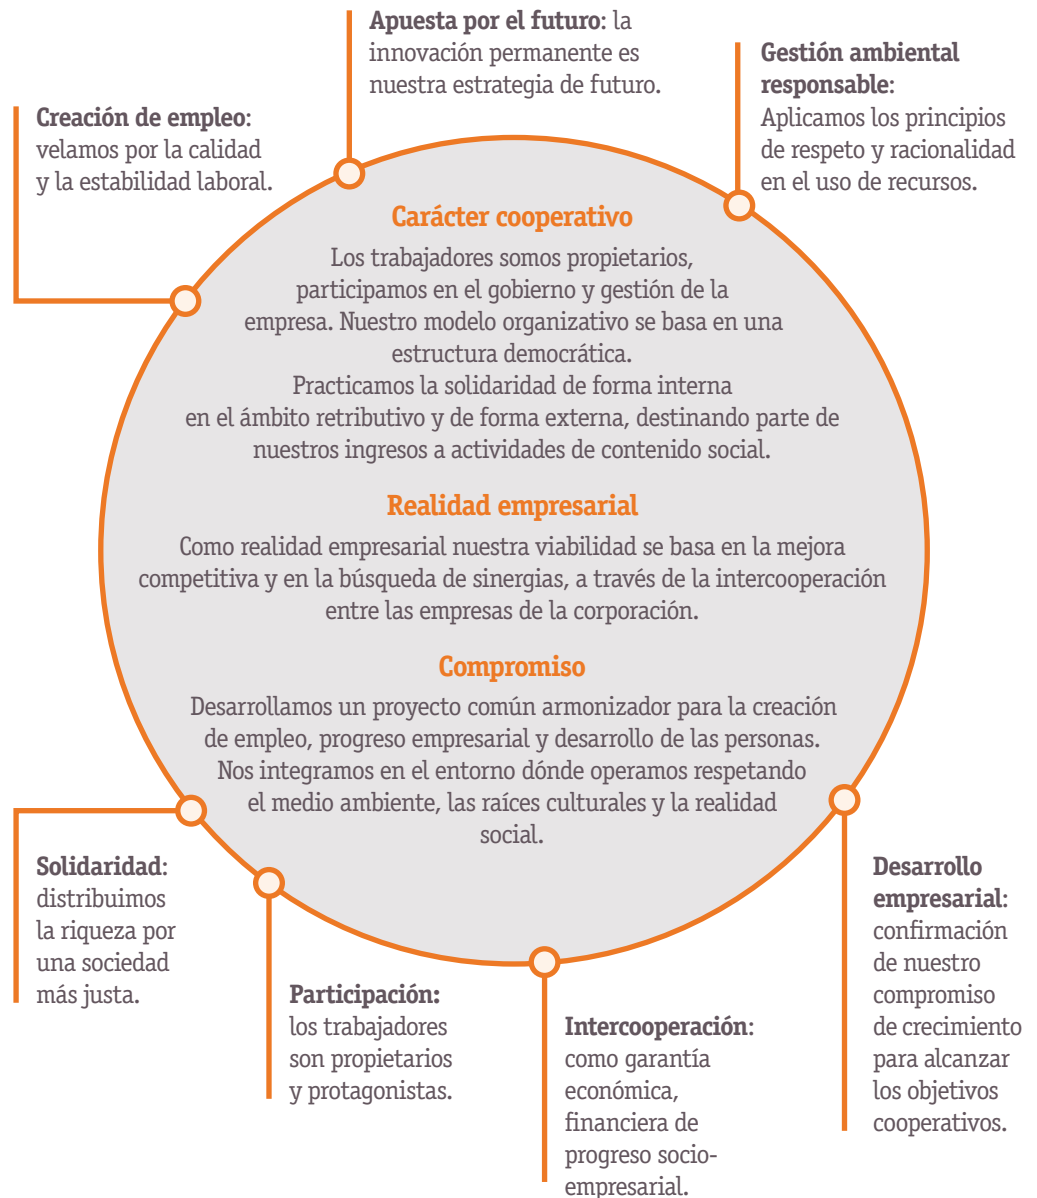 Apuesta por el futuro: la
innovación permanente es
nuestra estrategia de futuro.
Gestión ambiental
responsable:
Aplicamos los principios
de respeto y racionalidad
en el uso de recursos.
Creación de empleo:
velamos por la calidad
y la estabilidad laboral.
Carácter cooperativo
Los trabajadores somos propietarios,
participamos en el gobierno y gestión de la
empresa. Nuestro modelo organizativo se basa en una
estructura democrática.
Practicamos la solidaridad de forma interna
en el ámbito retributivo y de forma externa, destinando parte de
nuestros ingresos a actividades de contenido social.
Realidad empresarial
Como realidad empresarial nuestra viabilidad se basa en la mejora
competitiva y en la búsqueda de sinergias, a través de la intercooperación
entre las empresas de la corporación.
Compromiso
Desarrollamos un proyecto común armonizador para la creación
de empleo, progreso empresarial y desarrollo de las personas.
Nos integramos en el entorno dónde operamos respetando
el medio ambiente, las raíces culturales y la realidad
social.
Solidaridad:
distribuimos
la riqueza por
una sociedad
más justa.
Participación:
los trabajadores
son propietarios
y protagonistas.
Intercooperación:
como garantía
económica,
financiera de
progreso socio-
empresarial.
Desarrollo
empresarial:
confirmación
de nuestro
compromiso
de crecimiento
para alcanzar
los objetivos
cooperativos.